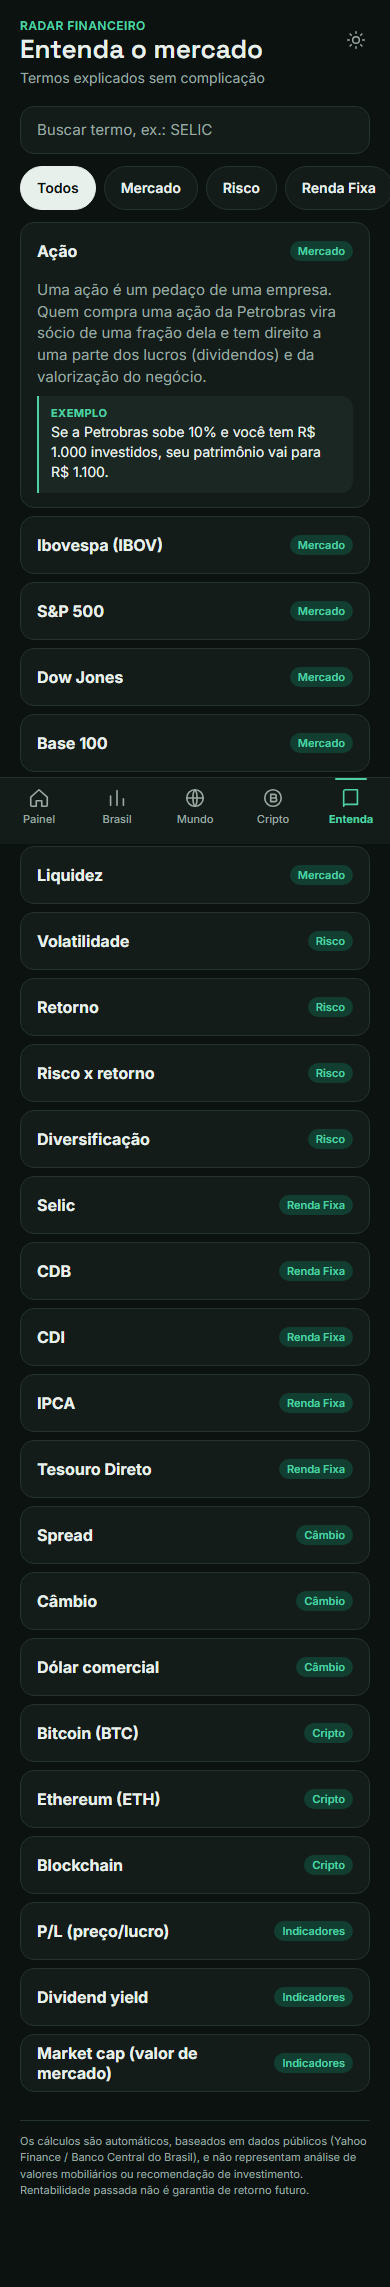 RADAR FINANCEIRO
Entenda o mercado
Termos explicados sem complicação
Buscar termo, ex.: SELIC
Todos
Mercado
Risco
Renda Fixa
Ação
Mercado
Uma ação é um pedaço de uma empresa.
Quem compra uma ação da Petrobras vira
sócio de uma fração dela e tem direito a
uma parte dos lucros (dividendos) e da
valorização do negócio.
EXEMPLO
Se a Petrobras sobe 10% e você tem R$
1.000 investidos, seu patrimônio vai para
R$ 1.100.
Ibovespa (IBOV)
Mercado
S&P 500
Mercado
Dow Jones
Mercado
Base 100
Mercado
Painel
Brasil
Mundo
Cripto
Entenda
Liquidez
Mercado
Volatilidade
Risco
Retorno
Risco
Risco x retorno
Risco
Diversificação
Risco
Selic
Renda Fixa
CDB
Renda Fixa
CDI
Renda Fixa
IPCA
Renda Fixa
Tesouro Direto
Renda Fixa
Spread
Câmbio
Câmbio
Câmbio
Dólar comercial
Câmbio
Bitcoin (BTC)
Cripto
Ethereum (ETH)
Cripto
Blockchain
Cripto
P/L (preço/lucro)
Indicadores
Dividend yield
Indicadores
Market cap (valor de
mercado)
Indicadores
Os cálculos são automáticos, baseados em dados públicos (Yahoo
Finance / Banco Central do Brasil), e não representam análise de
valores mobiliários ou recomendação de investimento.
Rentabilidade passada não é garantia de retorno futuro.